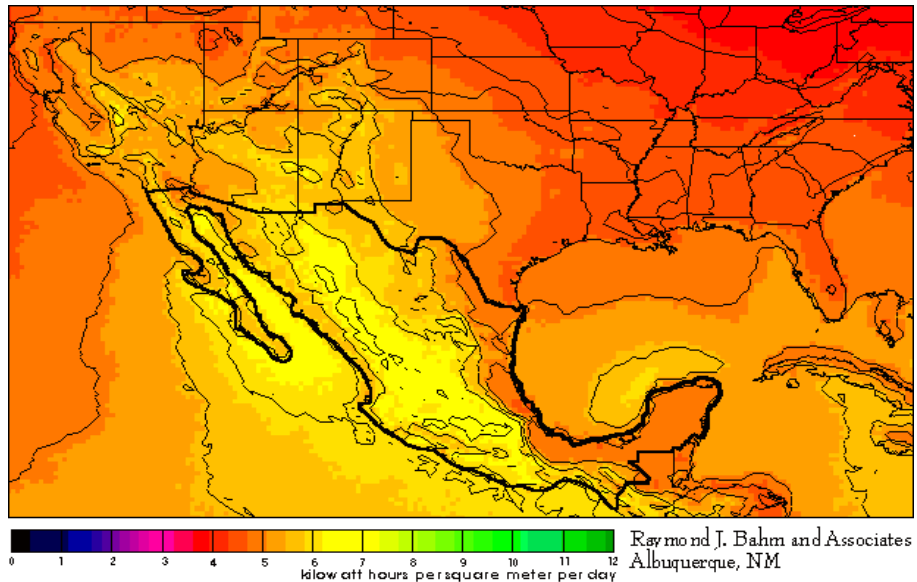 0 1 2 3 4 5 6 7 8 9 10 11 12
kilowatt hours per square meter per day
Raymond J. Bahm and Associates
Albuquerque, NM